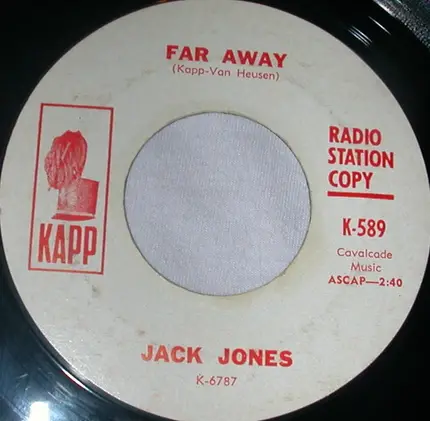 FAR AWAY
(Kapp-Van Heusen)
KAPP
RADIO
STATION
COPY
K-589
Cavalcade
Music
ASCAP—2:40
JACK JONES
K-6787